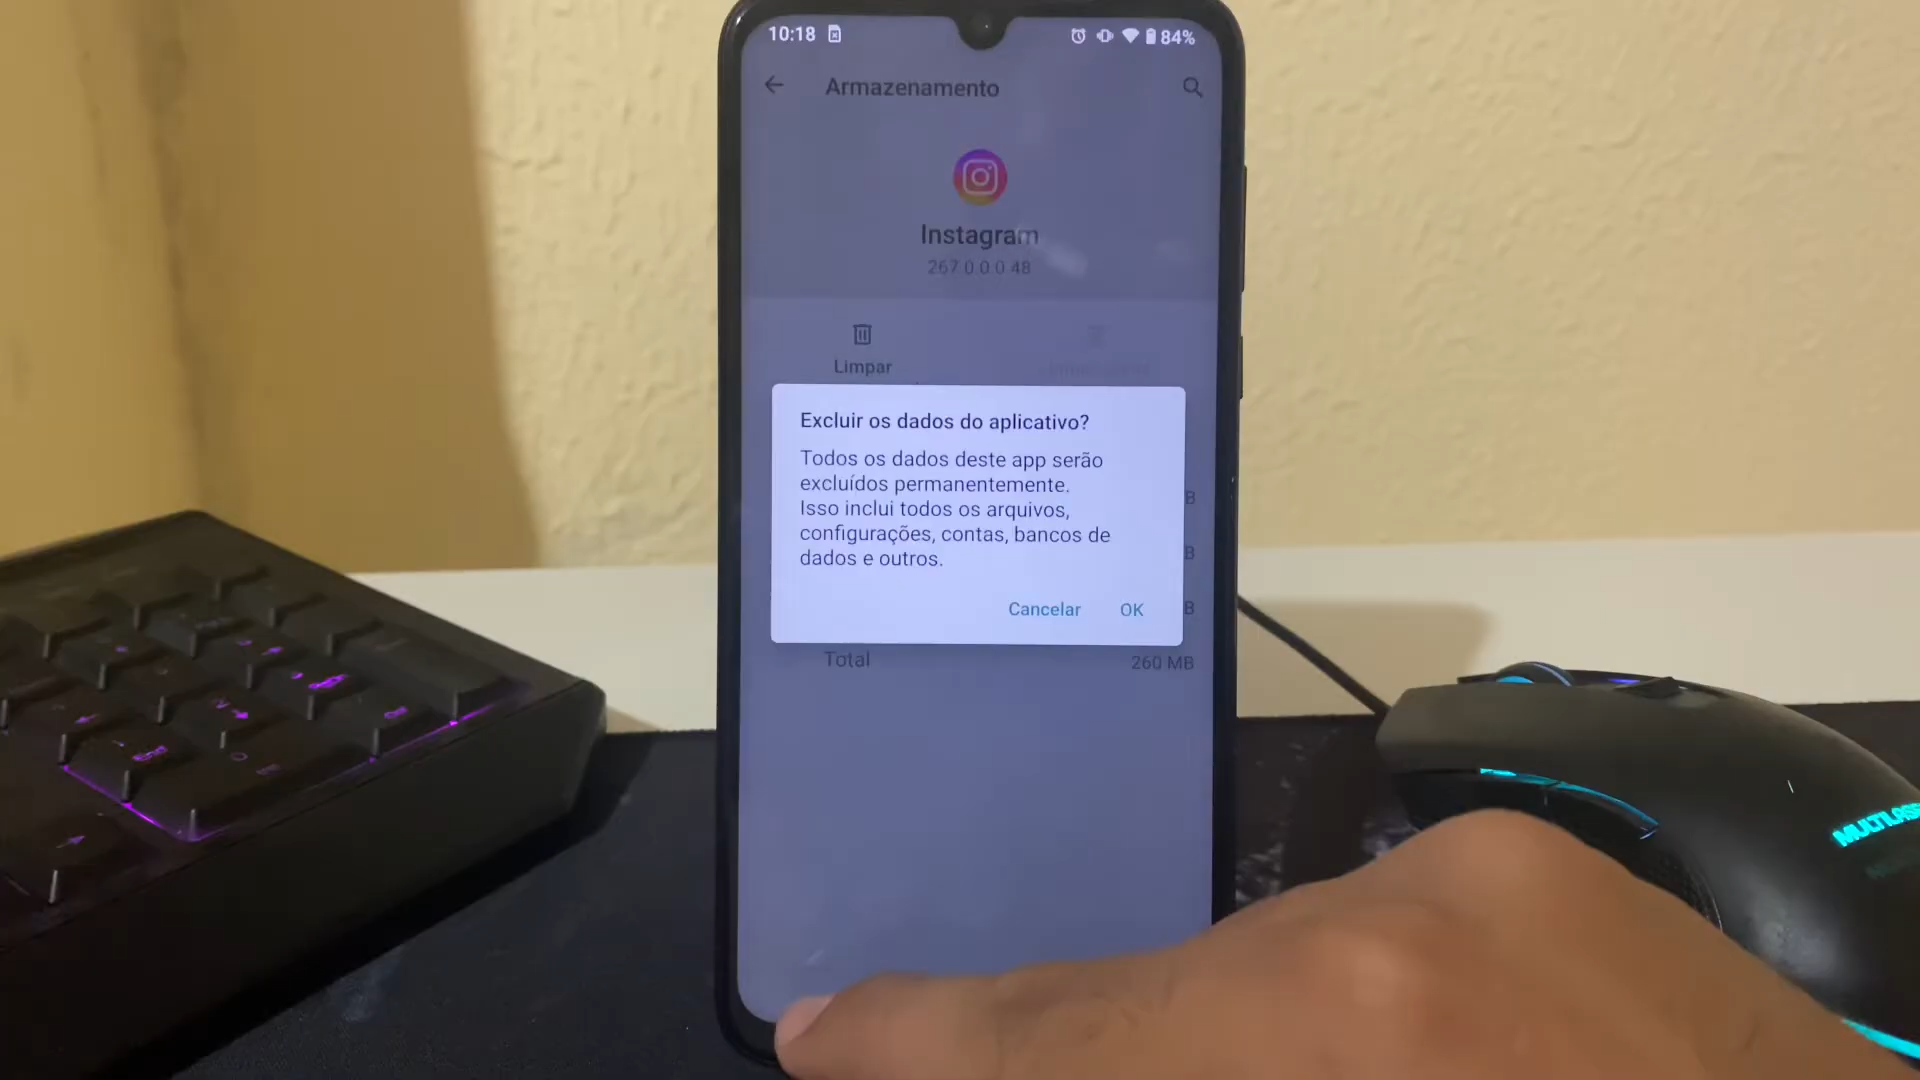 10:18
84%
Armazenamento
Instagram
267.0.0.0.48
Limpar
Excluir os dados do aplicativo?
Todos os dados deste app serão
excluídos permanentemente.
Isso inclui todos os arquivos,
configurações, contas, bancos de
dados e outros.
B
B
Cancelar OK
B
Total 260 MB
End